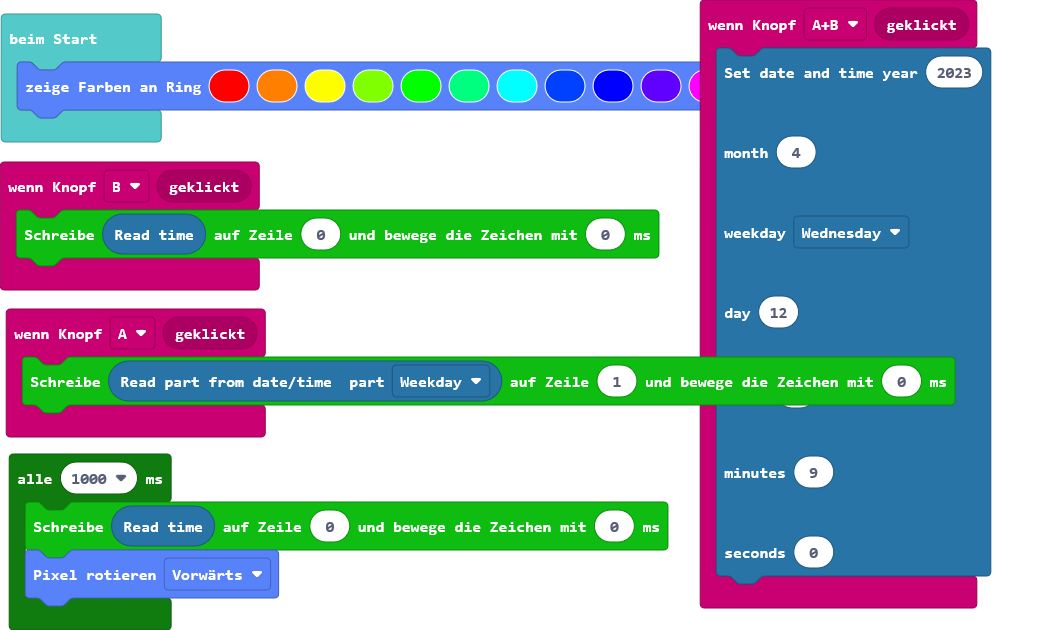 beim Start
zeige Farben an Ring
wenn Knopf B geklickt
Schreibe Read time auf Zeile 0 und bewege die Zeichen mit 0 ms
wenn Knopf A geklickt
Schreibe Read part from date/time part Weekday auf Zeile 1 und bewege die Zeichen mit 0 ms
alle 1000 ms
Schreibe Read time auf Zeile 0 und bewege die Zeichen mit 0 ms
Pixel rotieren Vorwärts
wenn Knopf A+B geklickt
Set date and time year 2023
month 4
weekday Wednesday
day 12
minutes 9
seconds 0